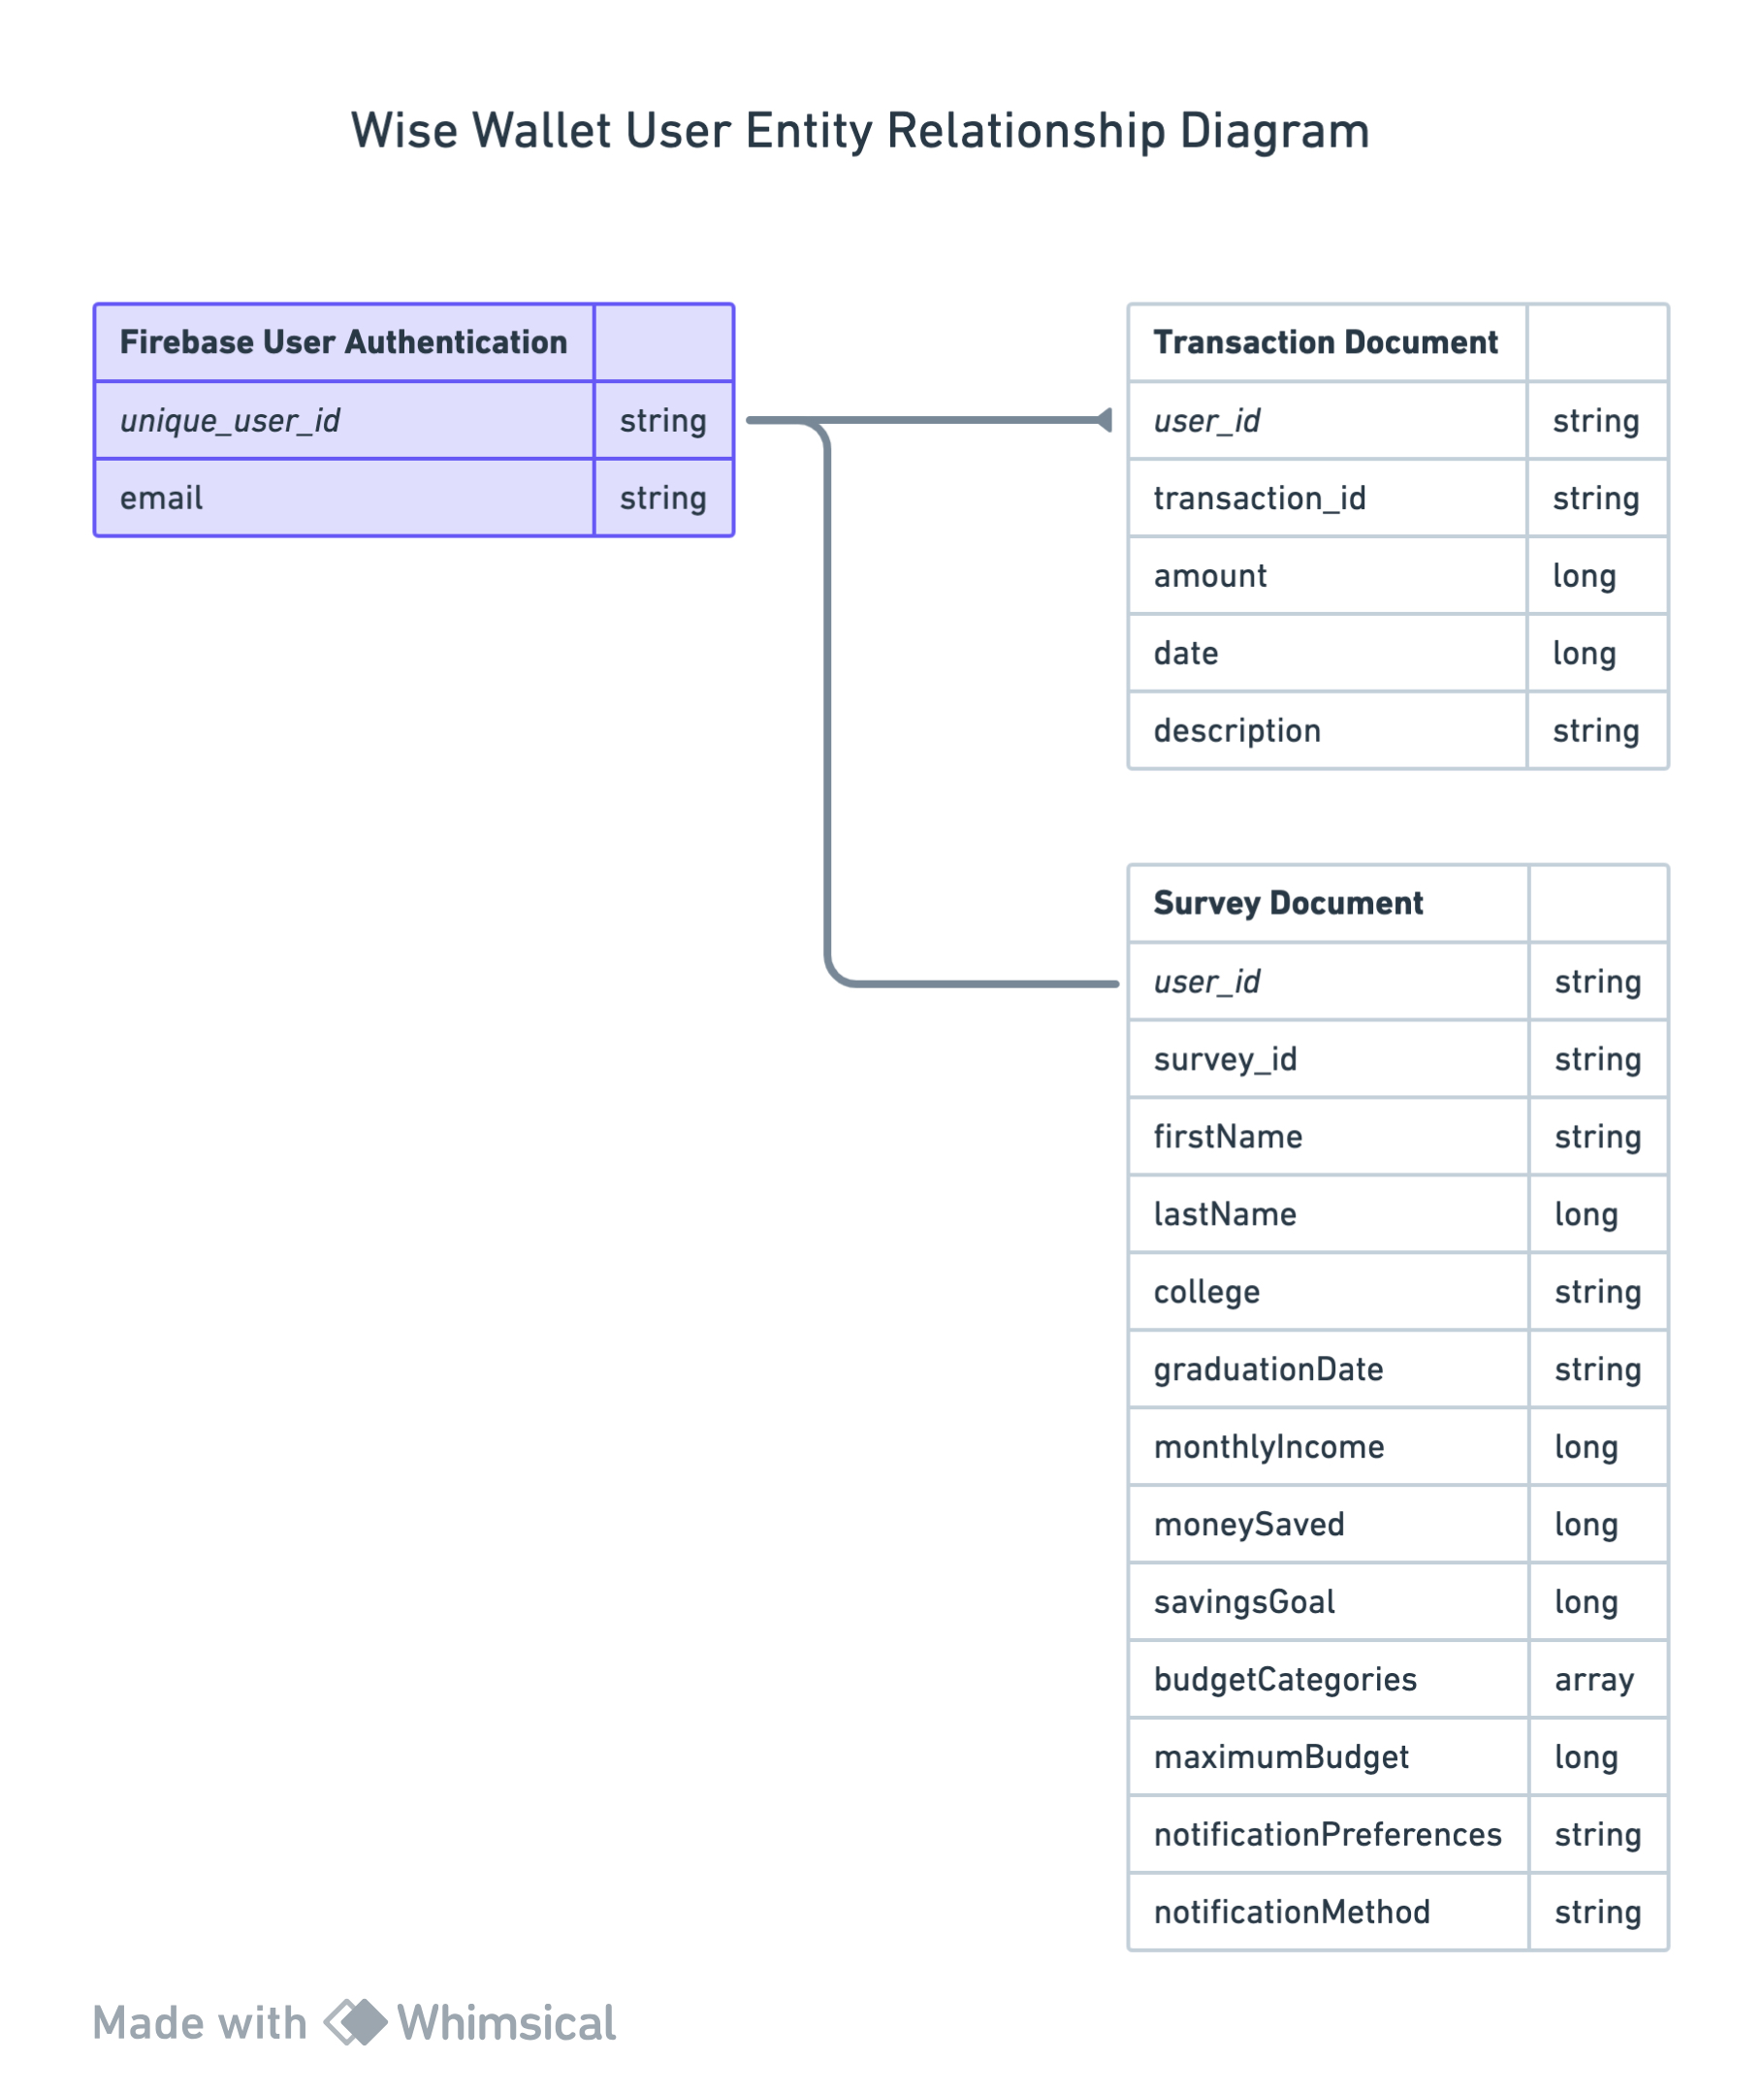 Wise Wallet User Entity Relationship Diagram
Firebase User Authentication
unique_user_id string
email string
Transaction Document
user_id string
transaction_id string
amount long
date long
description string
Survey Document
user_id string
survey_id string
firstName string
lastName long
college string
graduationDate string
monthlyIncome long
moneySaved long
savingsGoal long
budgetCategories array
maximumBudget long
notificationPreferences string
notificationMethod string
Made with Whimsical